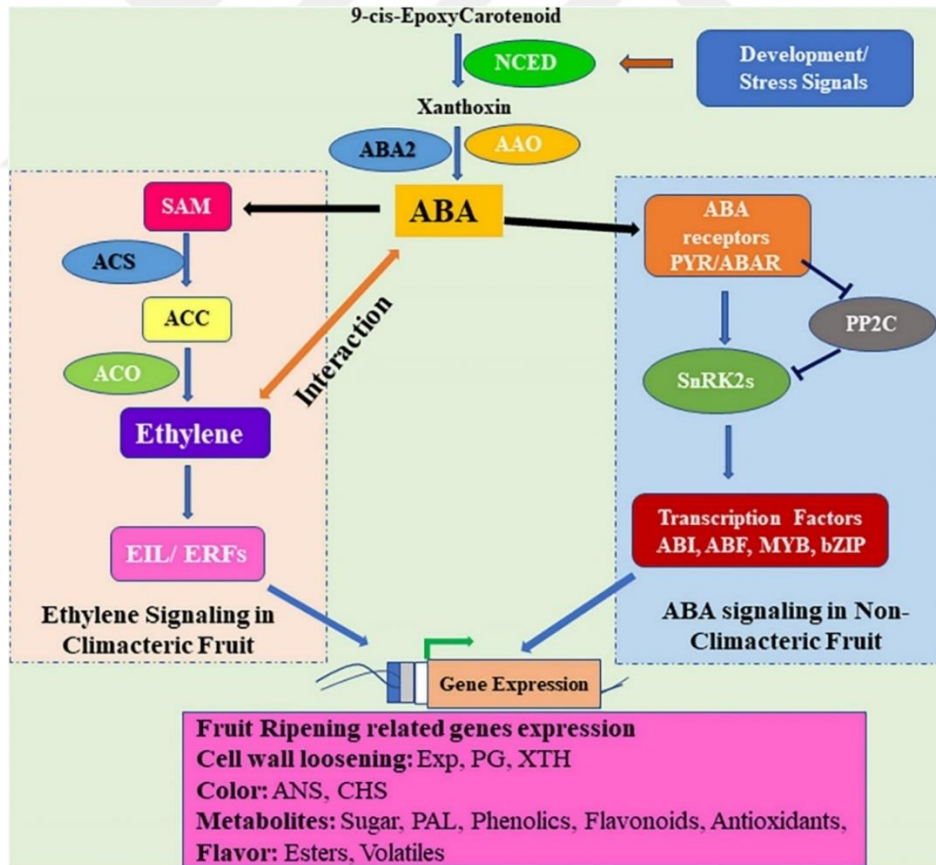 9-cis-EpoxyCarotenoid
NCED
Development/
Stress Signals
Xanthoxin
ABA2
AAO
SAM
ABA
ABA
receptors
PYR/ABAR
ACS
ACC
PP2C
Interaction
ACO
SnRK2s
Ethylene
Transcription Factors
ABI, ABF, MYB, bZIP
EIL/ ERFs
Ethylene Signaling in
Climacteric Fruit
ABA signaling in Non-
Climacteric Fruit
Gene Expression
Fruit Ripening related genes expression
Cell wall loosening: Exp, PG, XTH
Color: ANS, CHS
Metabolites: Sugar, PAL, Phenolics, Flavonoids, Antioxidants,
Flavor: Esters, Volatiles